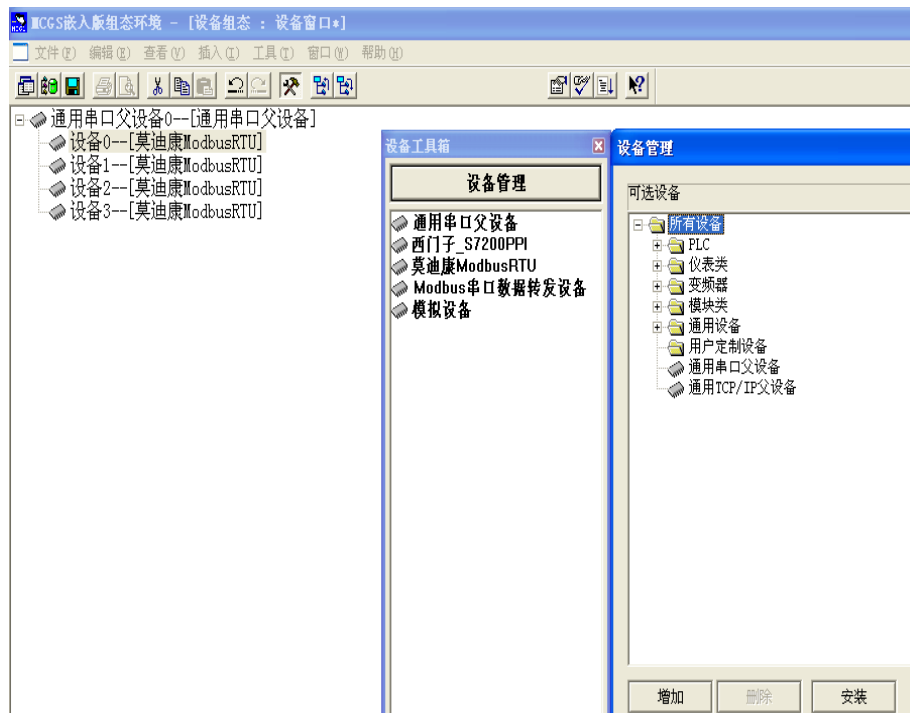 MCGS嵌入版组态环境 - [设备组态 : 设备窗口*]
文件(F) 编辑(E) 查看(V) 插入(I) 工具(T) 窗口(W) 帮助(H)
通用串口父设备0--[通用串口父设备]
设备0--[莫迪康ModbusRTU]
设备1--[莫迪康ModbusRTU]
设备2--[莫迪康ModbusRTU]
设备3--[莫迪康ModbusRTU]
设备工具箱
设备管理
通用串口父设备
西门子_S7200PPI
莫迪康ModbusRTU
Modbus串口数据转发设备
模拟设备
设备管理
可选设备
所有设备
PLC
仪表类
变频器
模块类
通用设备
用户定制设备
通用串口父设备
通用TCP/IP父设备
增加 删除 安装